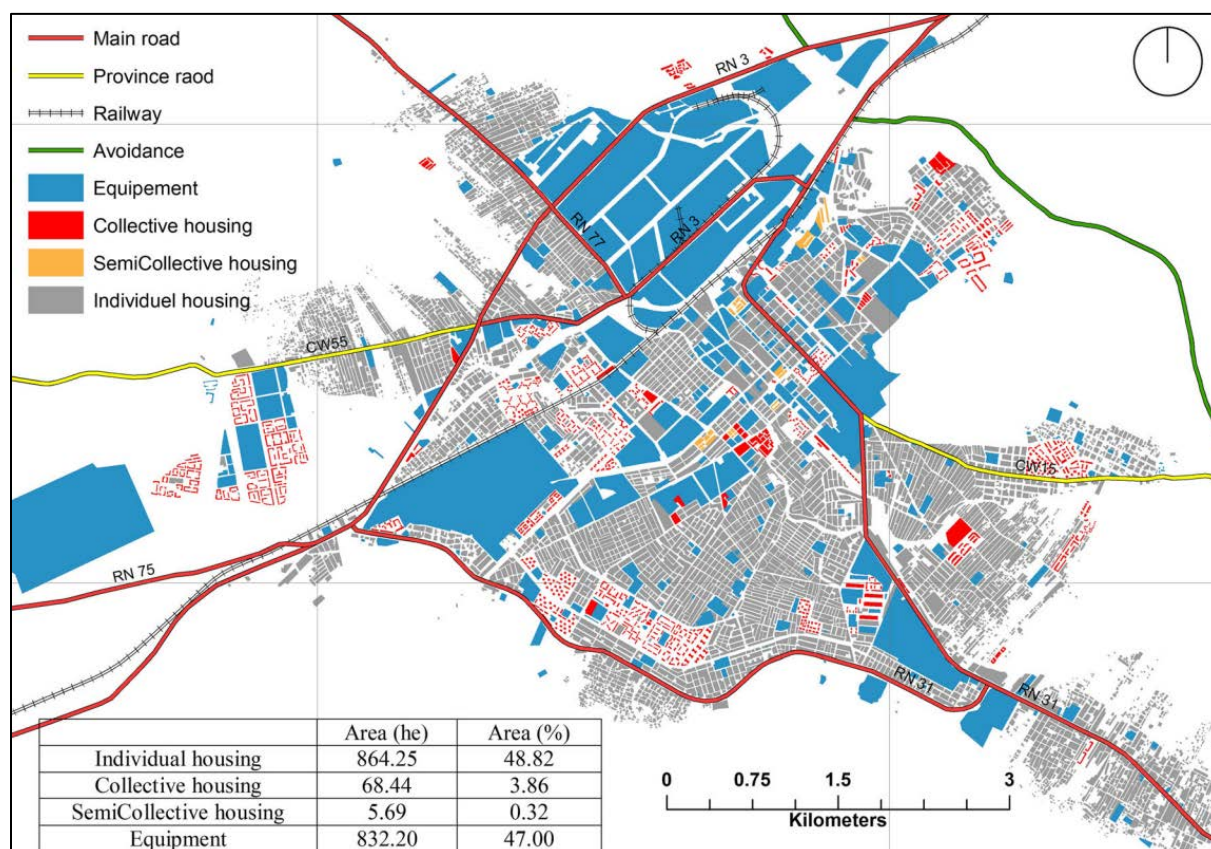 Main road
Province raod
Railway
Avoidance
Equipement
Collective housing
SemiCollective housing
Individuel housing
RN 3
RN 77
RN 3
CW55
CW15
RN 75
RN 31
RN 31
Area (he) Area (%)
Individual housing 864.25 48.82
Collective housing 68.44 3.86
SemiCollective housing 5.69 0.32
Equipment 832.20 47.00
0 0.75 1.5 3
Kilometers